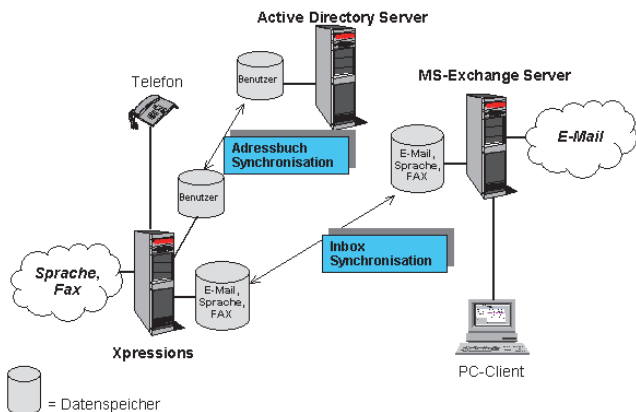 Active Directory Server
Telefon
Benutzer
MS-Exchange Server
Adressbuch
Synchronisation
E-Mail,
Sprache,
FAX
E-Mail
Benutzer
Inbox
Synchronisation
Sprache,
Fax
E-Mail,
Sprache,
FAX
Xpressions
PC-Client
= Datenspeicher